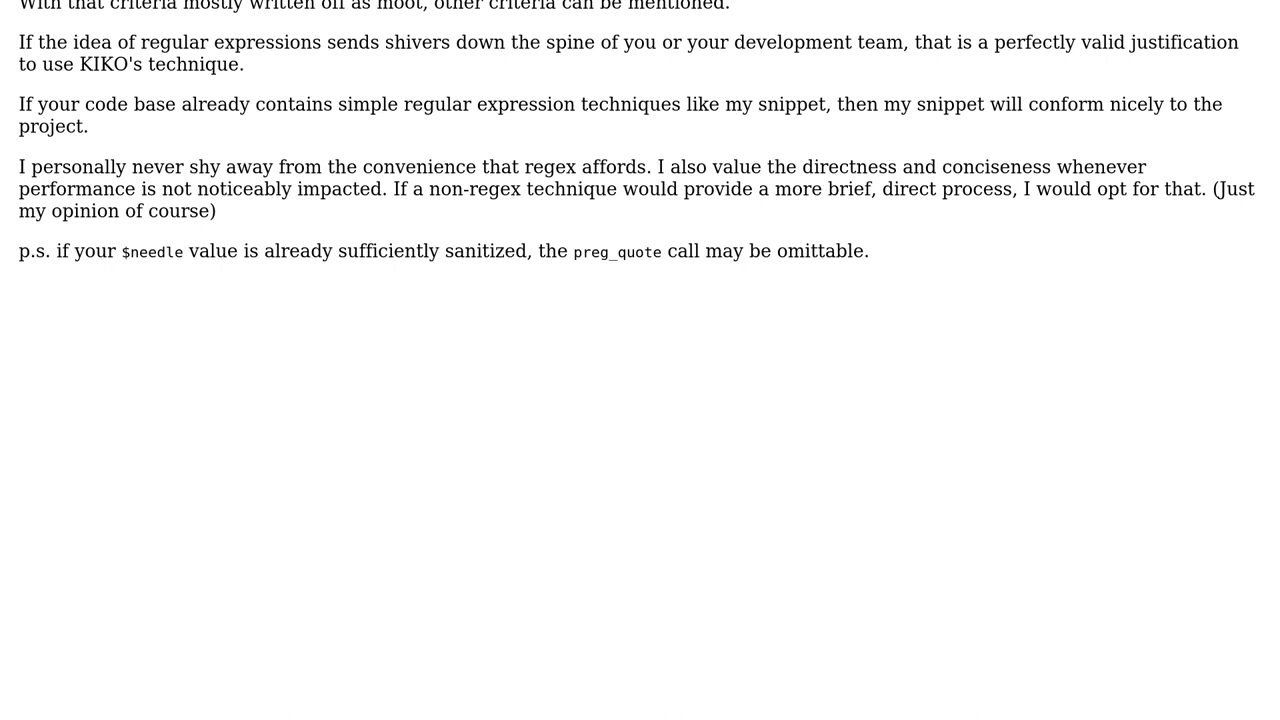 With that criteria mostly written off as moot, other criteria can be mentioned.
If the idea of regular expressions sends shivers down the spine of you or your development team, that is a perfectly valid justification
to use KIKO's technique.
If your code base already contains simple regular expression techniques like my snippet, then my snippet will conform nicely to the
project.
I personally never shy away from the convenience that regex affords. I also value the directness and conciseness whenever
performance is not noticeably impacted. If a non-regex technique would provide a more brief, direct process, I would opt for that. (Just
my opinion of course)
p.s. if your $needle value is already sufficiently sanitized, the preg_quote call may be omittable.